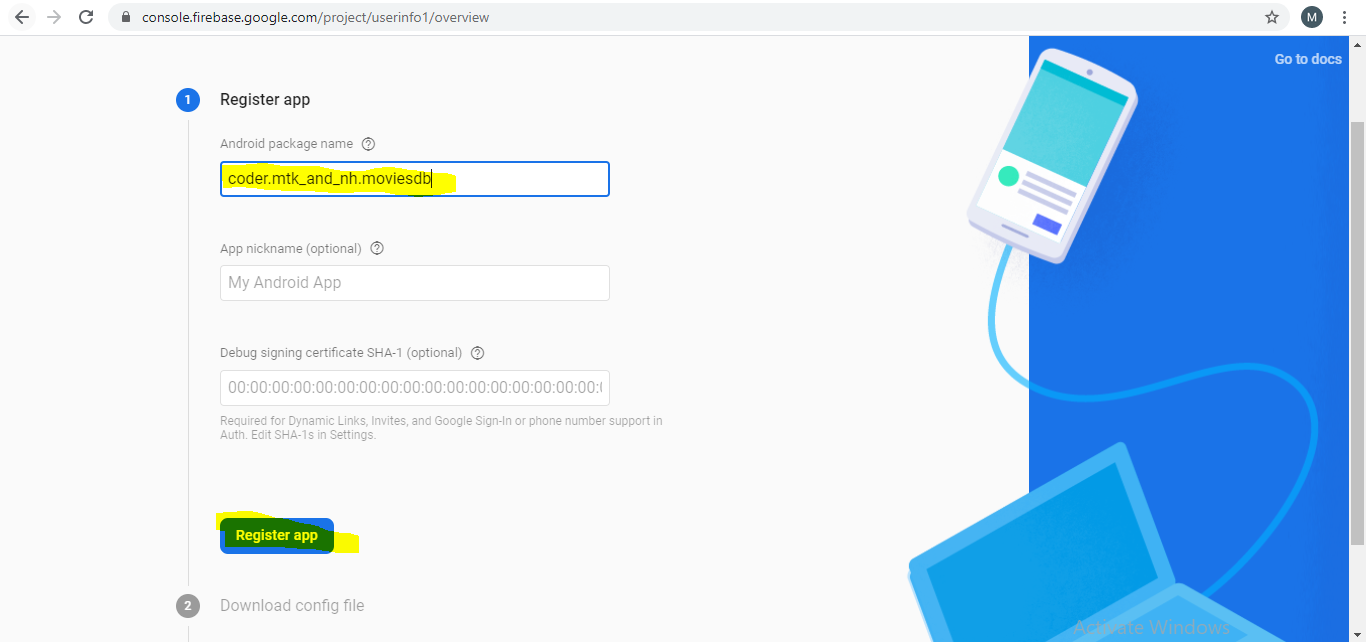 console.firebase.google.com/project/userinfo1/overview
M
Go to docs
1 Register app
Android package name ?
coder.mtk_and_nh.moviesdb
App nickname (optional) ?
My Android App
Debug signing certificate SHA-1 (optional) ?
00:00:00:00:00:00:00:00:00:00:00:00:00:00:00:00:00:0
Required for Dynamic Links, Invites, and Google Sign-In or phone number support in
Auth. Edit SHA-1s in Settings.
Register app
2 Download config file
Activate Windows